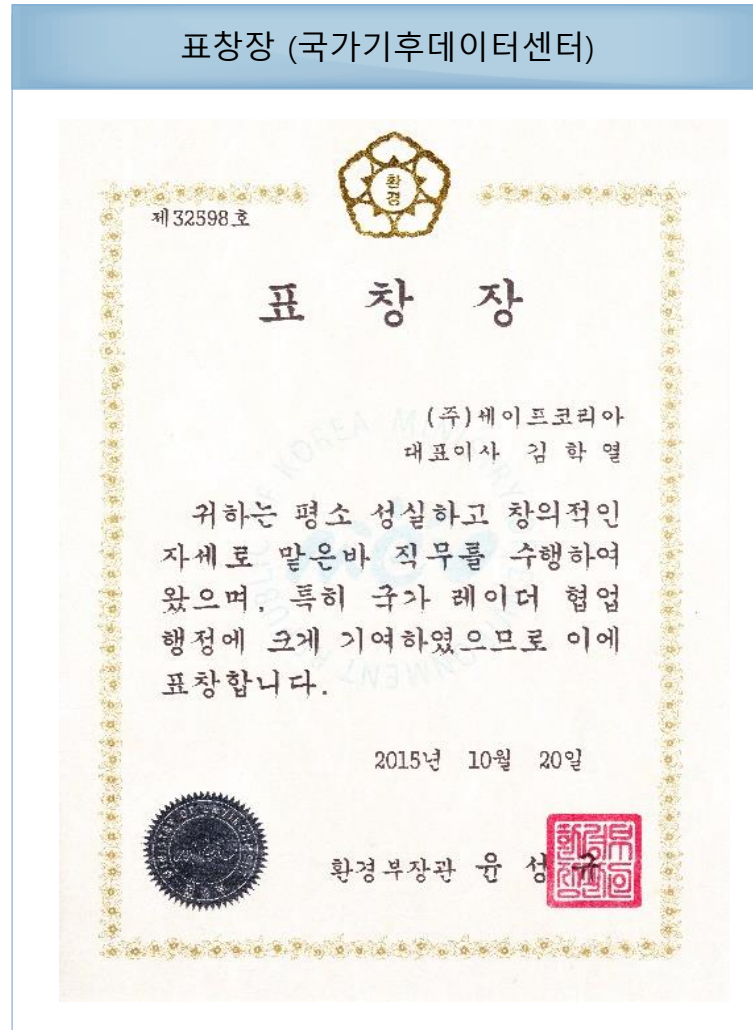 표창장 (국가기후데이터센터)
환경
제32598호
표 창 장
(주)세이프코리아
대표이사 김 학 열
귀하는 평소 성실하고 창의적인
자세로 맡은바 직무를 수행하여
왔으며, 특히 국가 레이더 협업
행정에 크게 기여하였으므로 이에
표창합니다.
2015년 10월 20일
환경부장관 윤 성 규